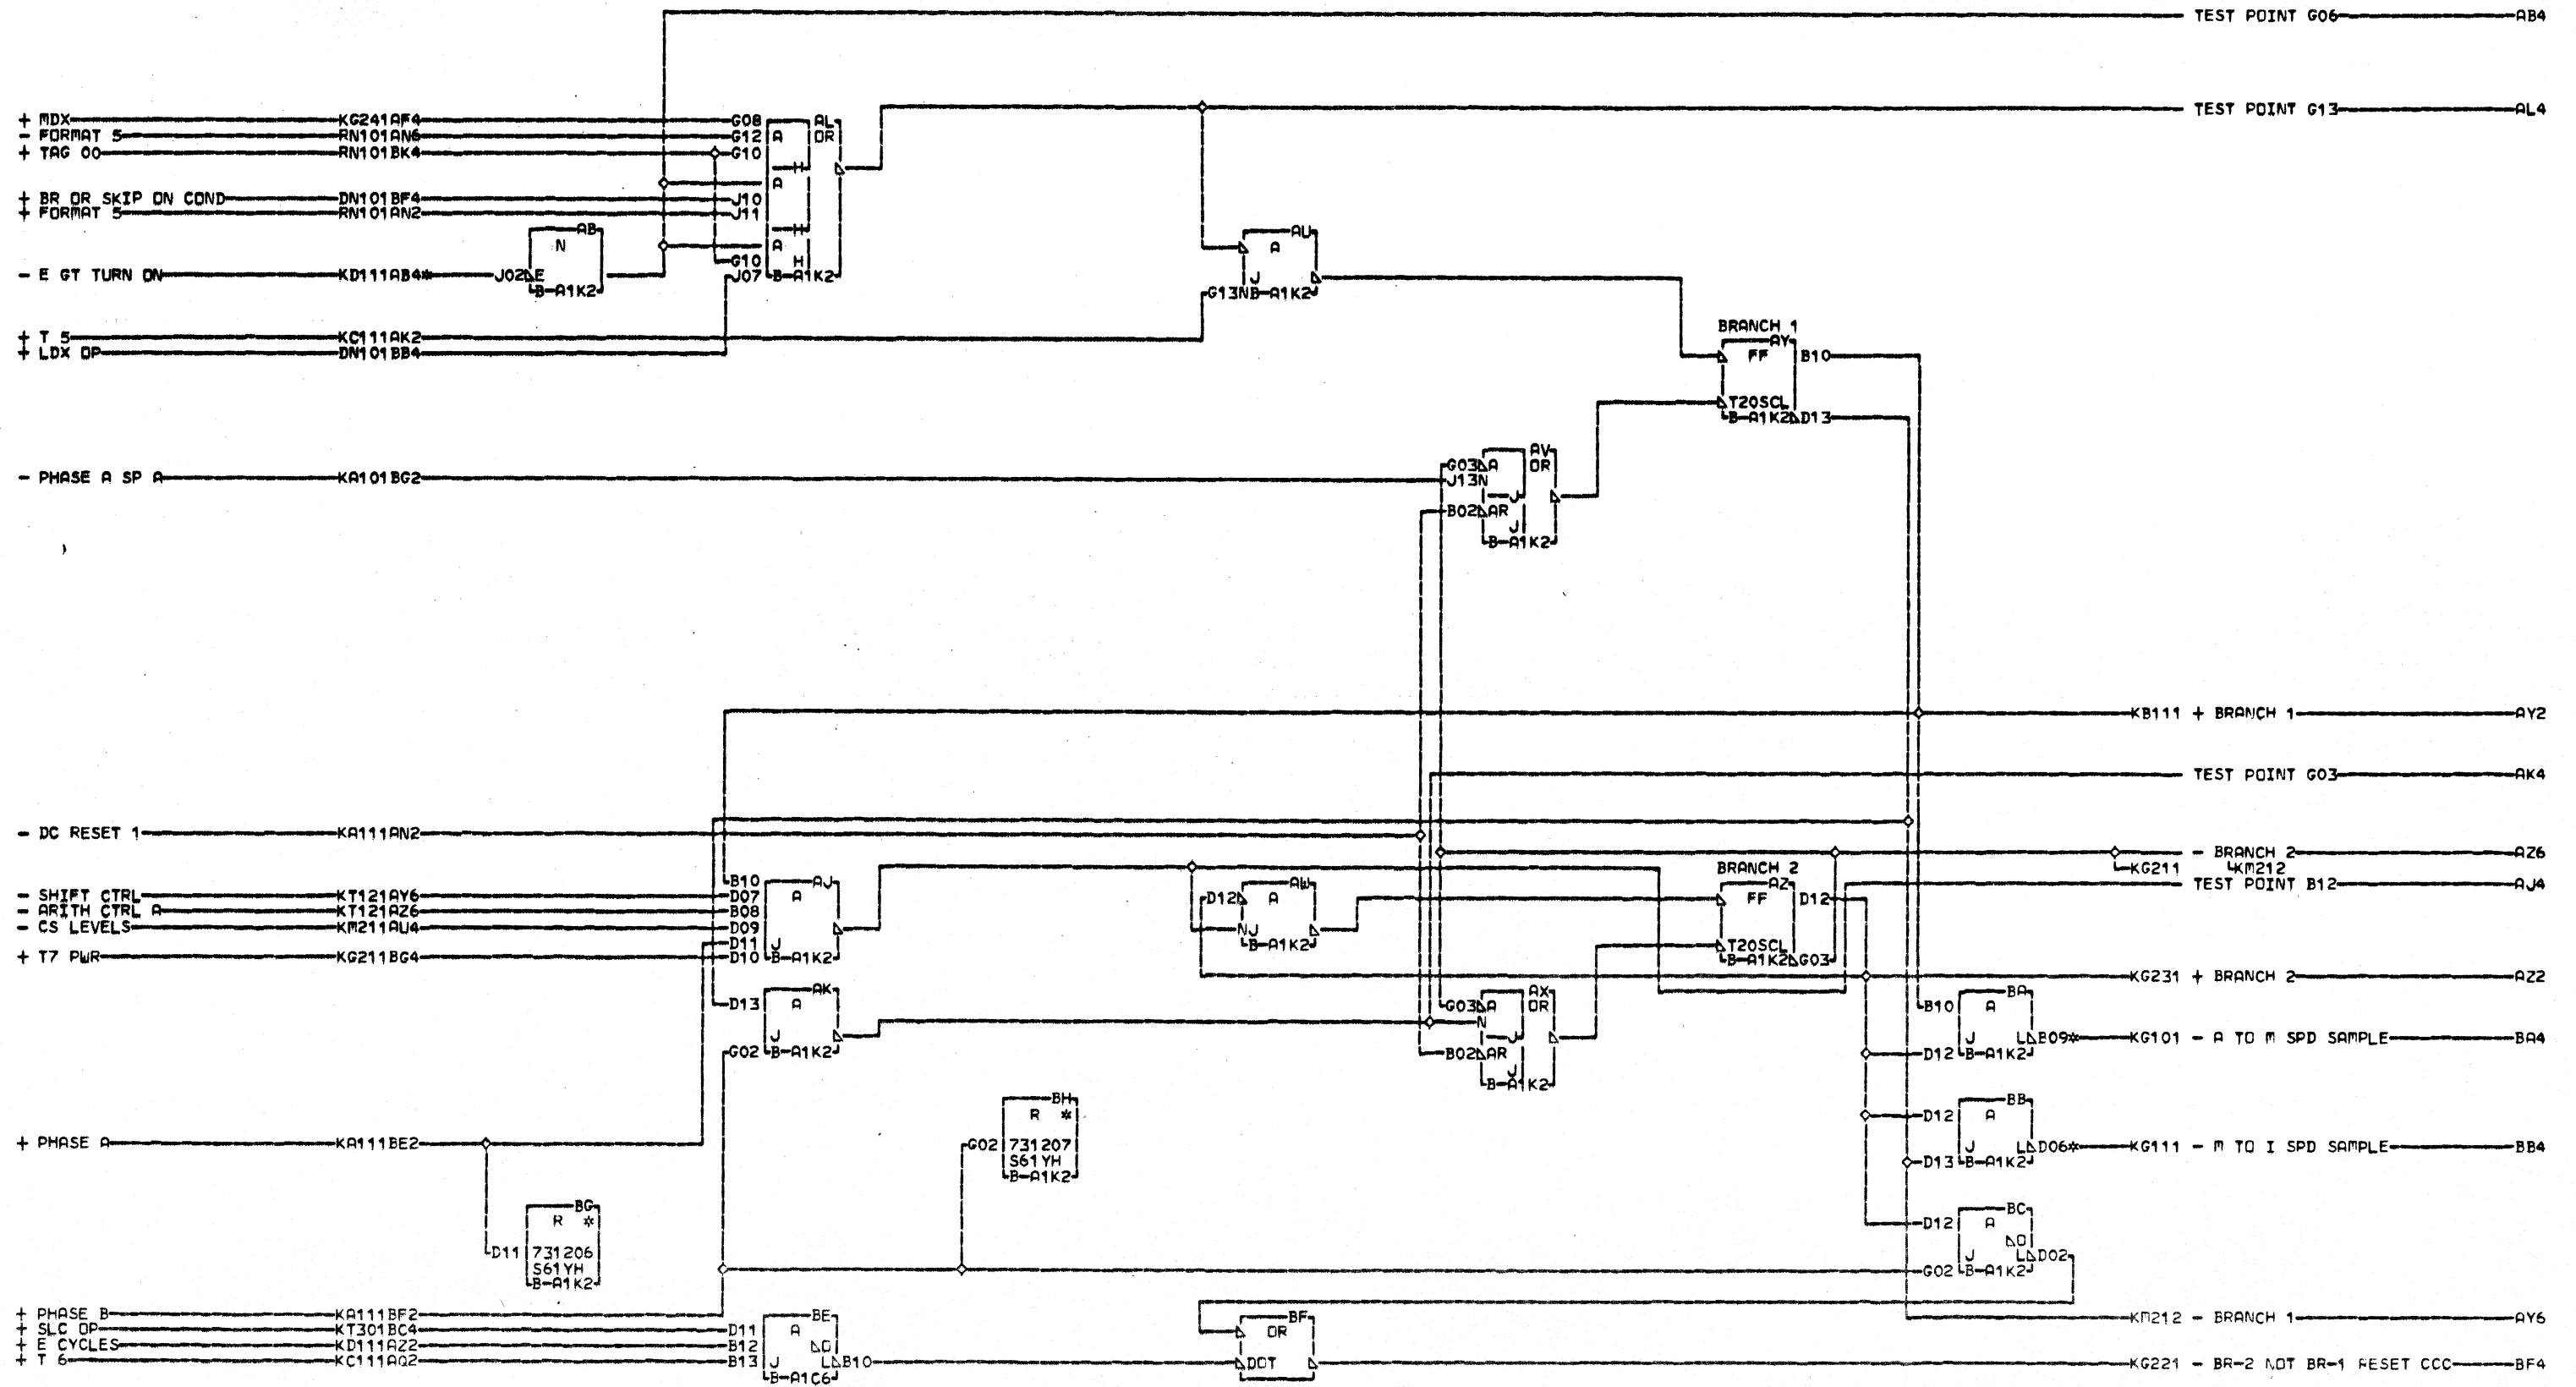 TEST POINT G06 AB4
+ MDX KG241AF4 G08 AL TEST POINT G13 AL4
- FORMAT 5 RN101AN6 G12 A OR
+ TAG 00 RN101BK4 G10
H
A
+ BR OR SKIP ON COND DN101BF4 J10
+ FORMAT 5 RN101AN2 J11
AB H AU
N A A
G10 H
- E GT TURN ON KD111AB4* J02 E J07 B-A1K2 J
B-A1K2 G13N B-A1K2
BRANCH 1
+ T 5 KC111AK2 AY
+ LDX OP DN101BB4 FF B10
T20SCL
B-A1K2 D13
AV
G03 A OR
- PHASE A SP A KA101BG2 J13N
J
B02 AR
J
B-A1K2
KB111 + BRANCH 1 AY2
TEST POINT G03 AK4
- DC RESET 1 KA111AN2
- BRANCH 2 AZ6
KG211 KM212
BRANCH 2
B10 AJ AW AZ TEST POINT B12 AJ4
- SHIFT CTRL KT121AY6 D07 A D12 A FF D12
- ARITH CTRL A KT121AZ6 B08
- CS LEVELS KM211AU4 D09 NJ
D11 J B-A1K2 T20SCL
+ T7 PWR KG211BG4 D10 B-A1K2 B-A1K2 G03
KG231 + BRANCH 2 AZ2
AK AX BA
D13 A G03 A OR B10 A
N
J J J L B09* KG101 - A TO M SPD SAMPLE BA4
G02 B-A1K2 B02 AR D12 B-A1K2
J
B-A1K2
BH BB
R * D12 A
+ PHASE A KA111BE2 G02 731207 J L D06* KG111 - M TO I SPD SAMPLE BB4
S61YH D13 B-A1K2
B-A1K2
BG BC
R * D12 A
D11 731206 J L D02
S61YH G02 B-A1K2
B-A1K2
+ PHASE B KA111BF2 BE BF KM212 - BRANCH 1 AY6
+ SLC OP KT301BC4 D11 A OR
+ E CYCLES KD111AZ2 B12
+ T 6 KC111AQ2 B13 J L B10 DOT KG221 - BR-2 NOT BR-1 RESET CCC BF4
B-A1C6